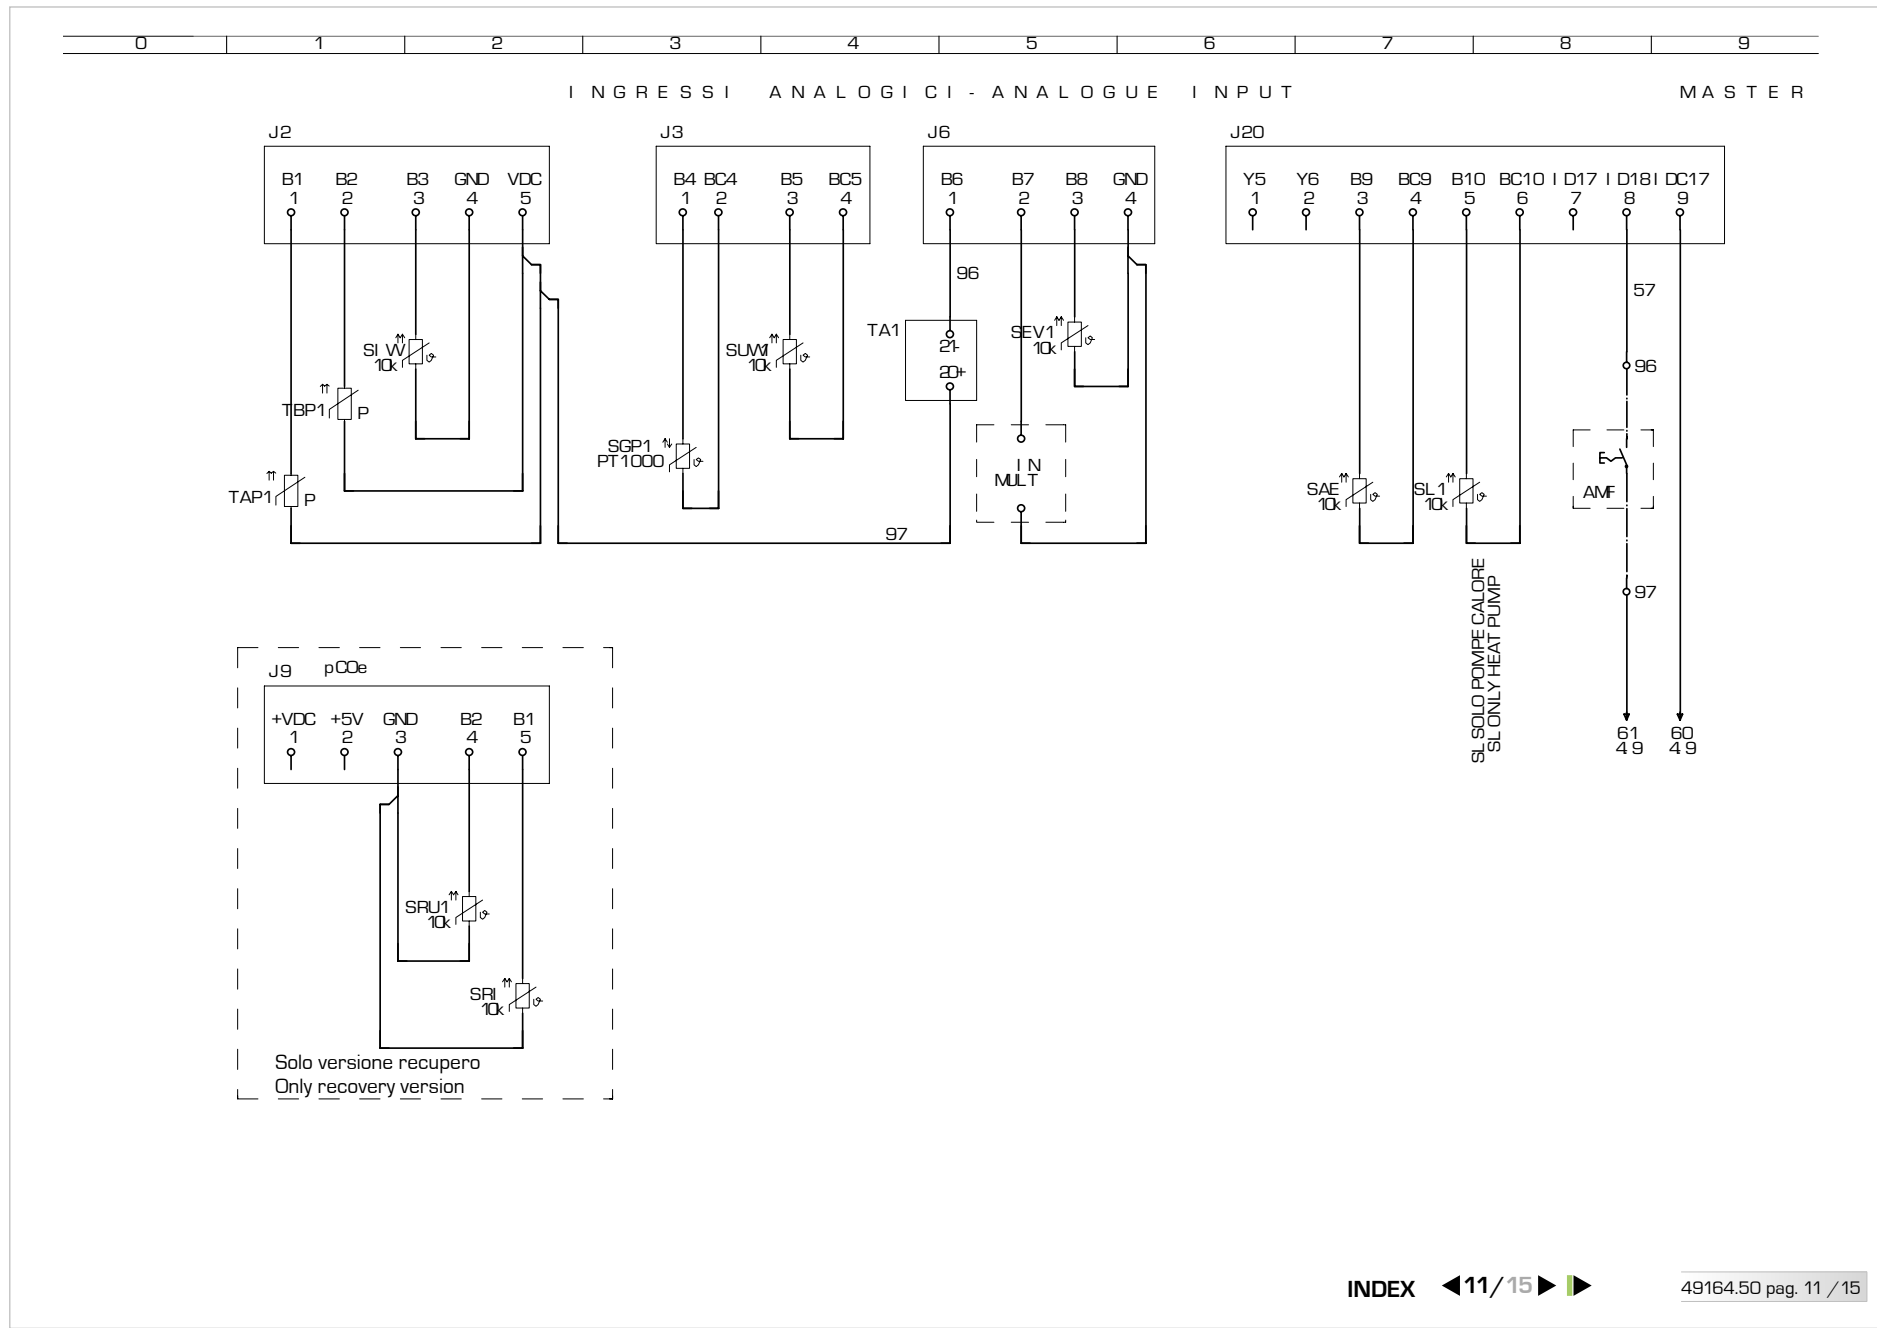 0 1 2 3 4 5 6 7 8 9
INGRESSI ANALOGICI - ANALOGUE INPUT
MASTER
J2
B1 B2 B3 GND VDC
1 2 3 4 5
SIW
10k
TBP1 P
TAP1 P
J3
B4 BC4 B5 BC5
1 2 3 4
SUW1
10k
SGP1
PT1000
J6
B6 B7 B8 GND
1 2 3 4
96
TA1
21-
20+
SEV1
10k
IN
MULT
97
J20
Y5 Y6 B9 BC9 B10 BC10 ID17 ID18 IDC17
1 2 3 4 5 6 7 8 9
57
96
SAE
10k
SL1
10k
AMF
97
SL SOLO POMPE CALORE
SL ONLY HEAT PUMP
61 60
4.9 4.9
J9 pCOe
+VDC +5V GND B2 B1
1 2 3 4 5
SRU1
10k
SRI
10k
Solo versione recupero
Only recovery version
INDEX 11/15
49164.50 pag. 11 / 15